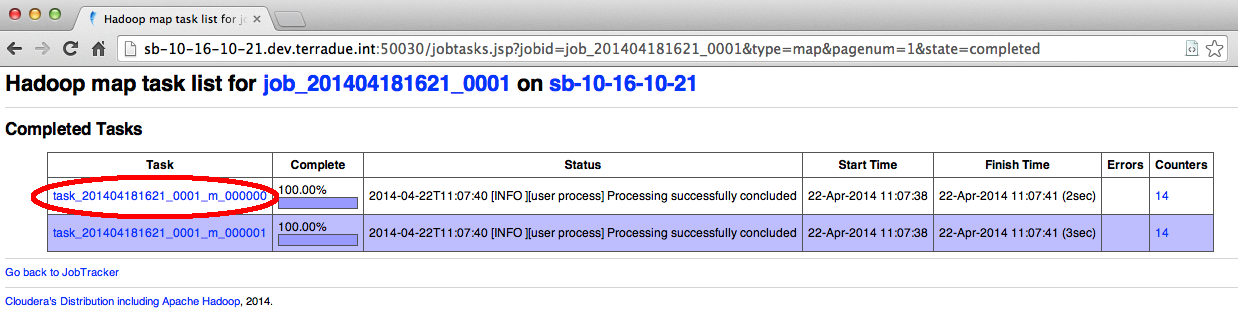 Hadoop map task list for jo
sb-10-16-10-21.dev.terradue.int:50030/jobtasks.jsp?jobid=job_201404181621_0001&type=map&pagenum=1&state=completed
Hadoop map task list for job_201404181621_0001 on sb-10-16-10-21
Completed Tasks
Task Complete Status Start Time Finish Time Errors Counters
task_201404181621_0001_m_000000 100.00% 2014-04-22T11:07:40 [INFO ][user process] Processing successfully concluded 22-Apr-2014 11:07:38 22-Apr-2014 11:07:41 (2sec) 14
task_201404181621_0001_m_000001 100.00% 2014-04-22T11:07:40 [INFO ][user process] Processing successfully concluded 22-Apr-2014 11:07:38 22-Apr-2014 11:07:41 (3sec) 14
Go back to JobTracker
Cloudera's Distribution including Apache Hadoop, 2014.